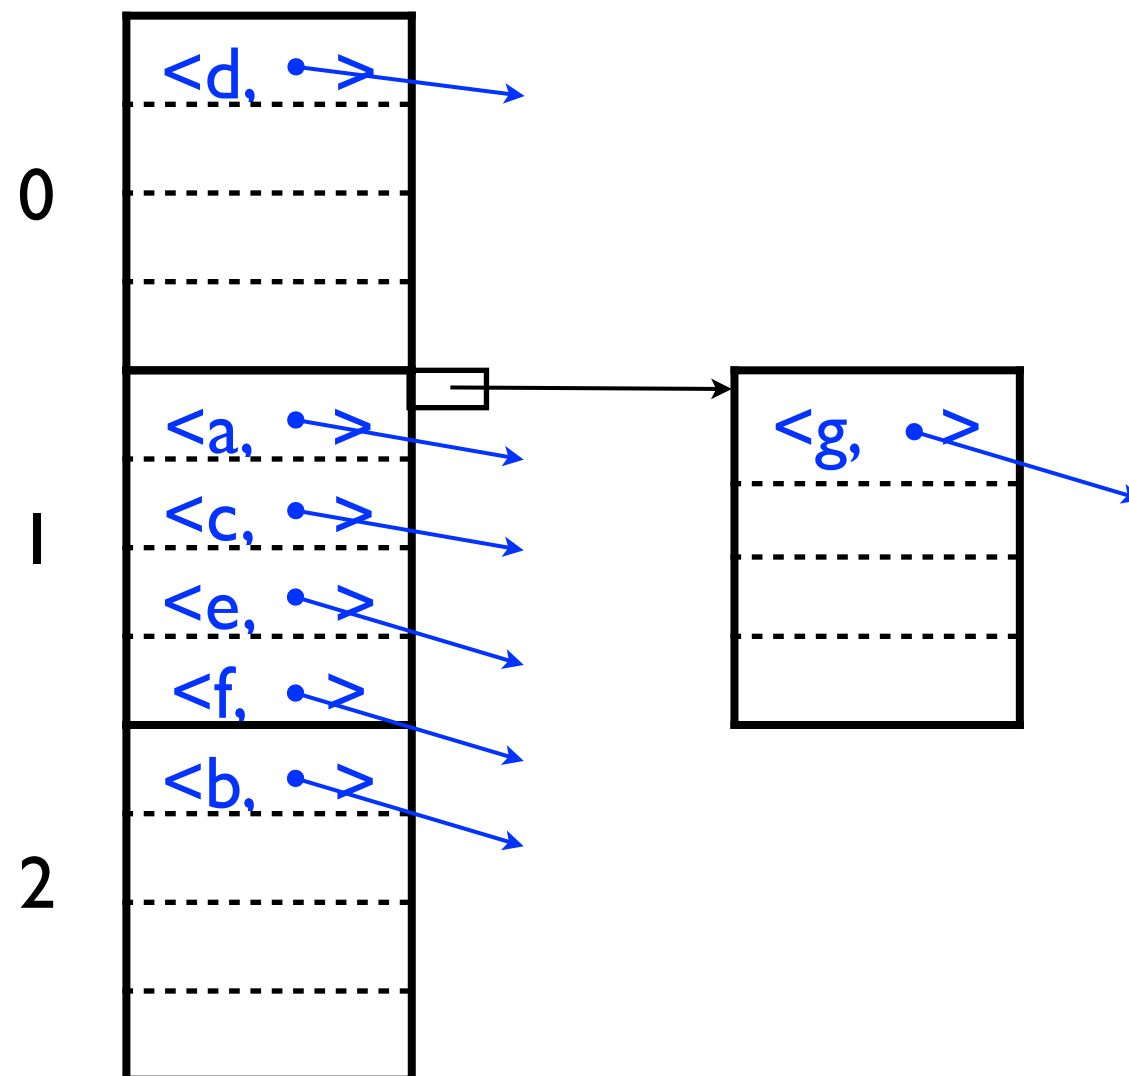 <d, >
0
<a, >
<g, >
<c, >
1
<e, >
<f, >
<b, >
2